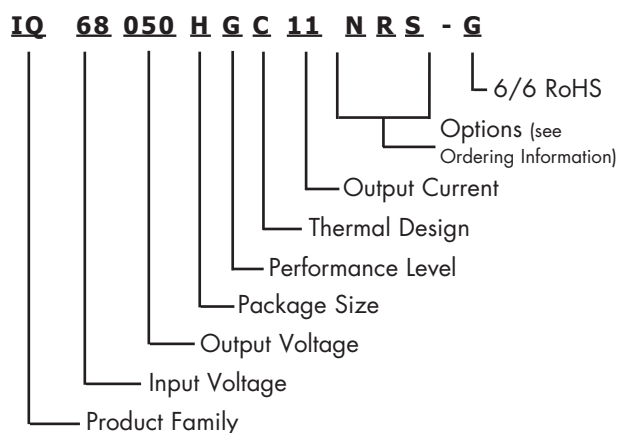 IQ 68 050 H G C 11 N R S - G
6/6 RoHS
Options (see
Ordering Information)
Output Current
Thermal Design
Performance Level
Package Size
Output Voltage
Input Voltage
Product Family